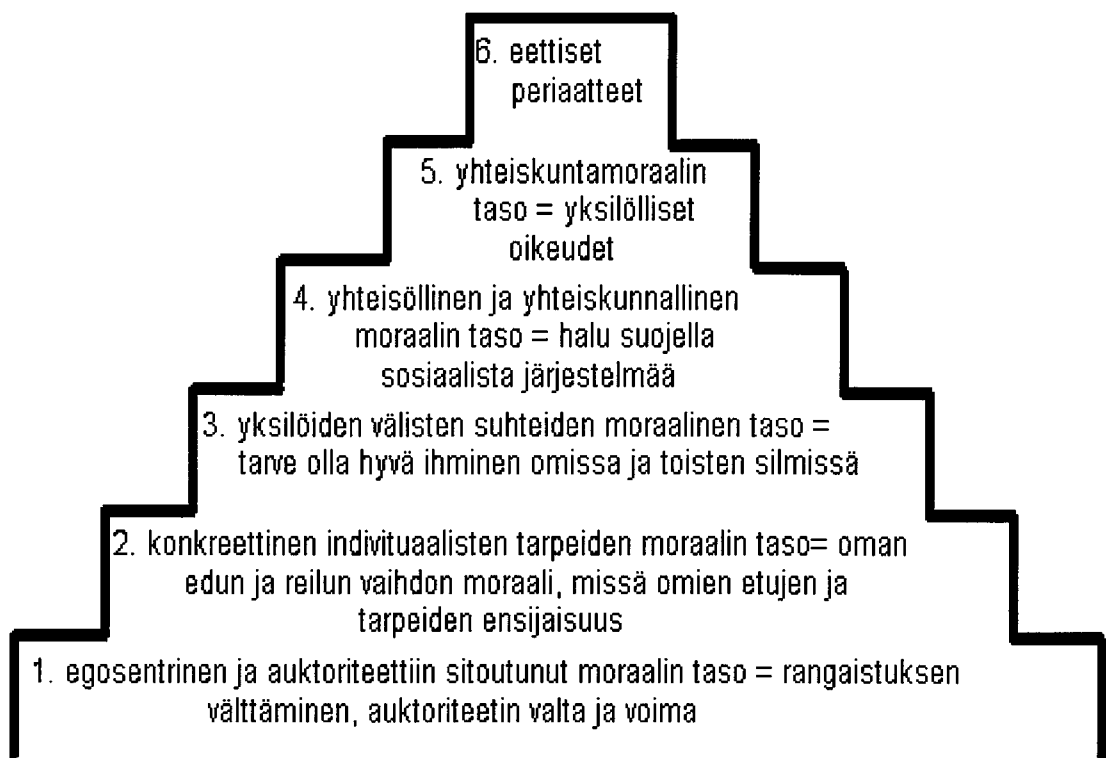 6. eettiset
periaatteet
5. yhteiskuntamoraalin
taso = yksilölliset
oikeudet
4. yhteisöllinen ja yhteiskunnallinen
moraalin taso = halu suojella
sosiaalista järjestelmää
3. yksilöiden välisten suhteiden moraalinen taso =
tarve olla hyvä ihminen omissa ja toisten silmissä
2. konkreettinen indivituaalisten tarpeiden moraalin taso= oman
edun ja reilun vaihdon moraali, missä omien etujen ja
tarpeiden ensijaisuus
1. egosentrinen ja auktoriteettiin sitoutunut moraalin taso = rangaistuksen
välttäminen, auktoriteetin valta ja voima